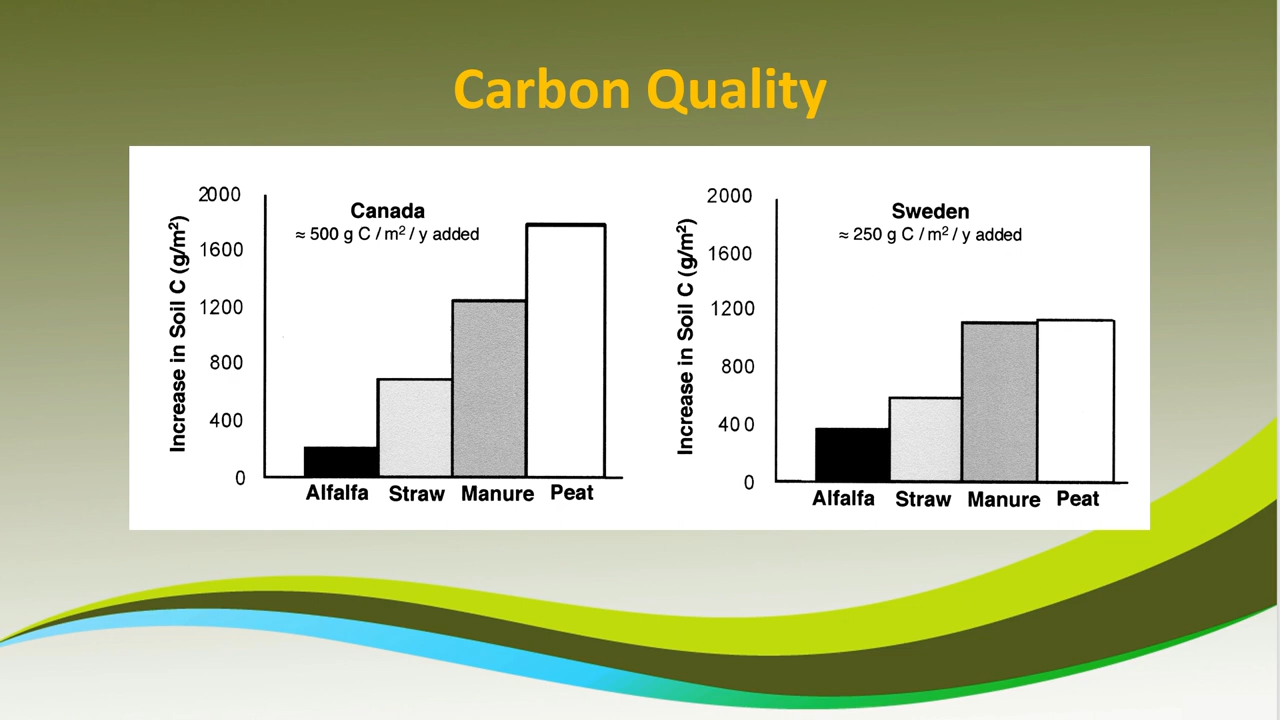 Carbon Quality
Increase in Soil C (g/m²)
2000
1600
1200
800
400
0
Canada
≈ 500 g C / m² / y added
Alfalfa Straw Manure Peat
Increase in Soil C (g/m²)
2000
1600
1200
800
400
0
Sweden
≈ 250 g C / m² / y added
Alfalfa Straw Manure Peat